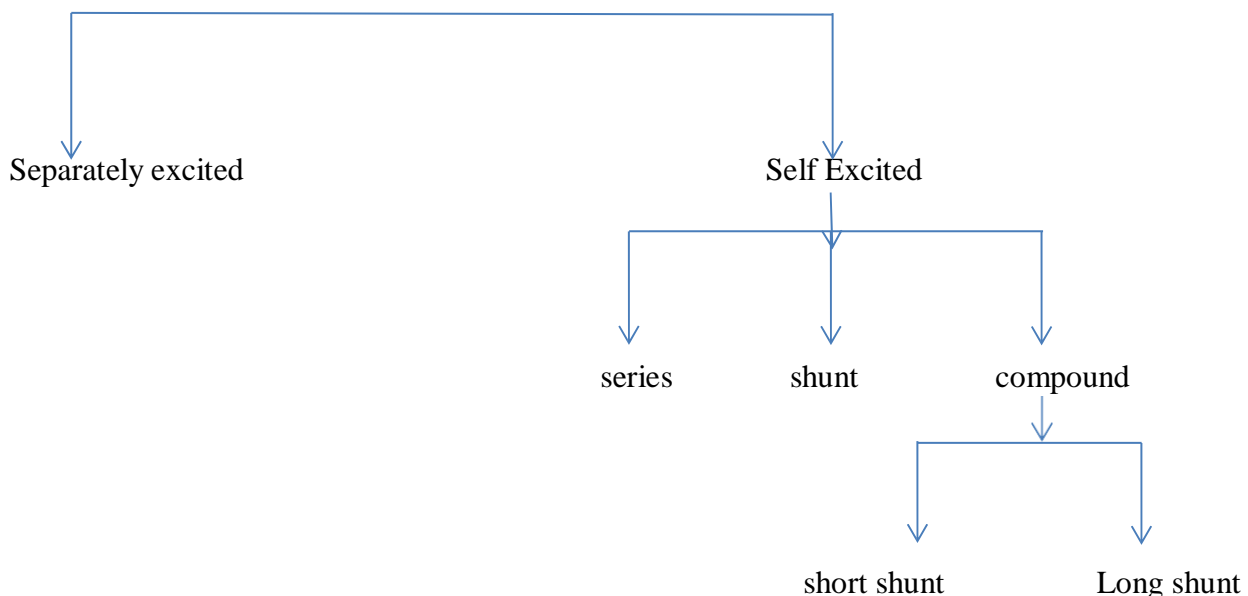 Separately excited
Self Excited
series
shunt
compound
short shunt
Long shunt